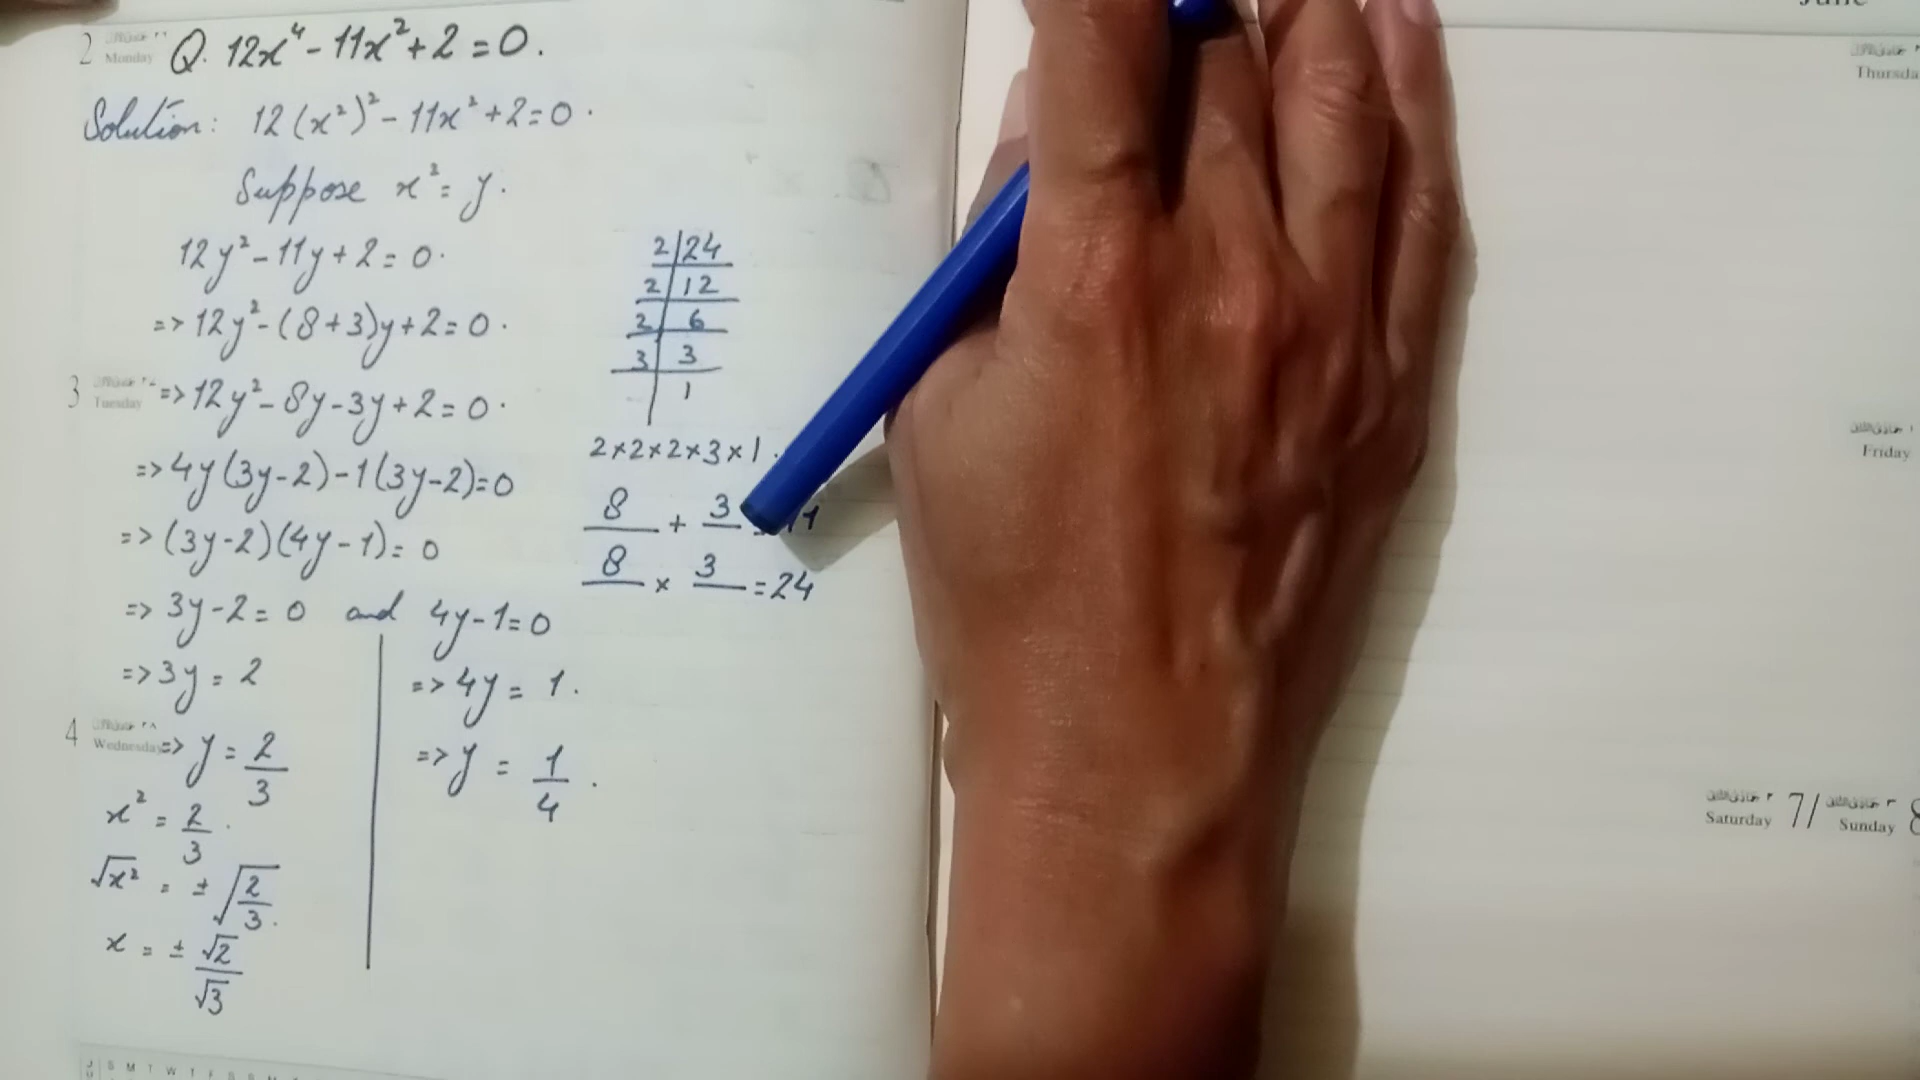 June
2 Monday Q. 12x⁴ - 11x² + 2 = 0.
Solution: 12(x²)² - 11x² + 2 = 0.
Suppose x² = y.
12y² - 11y + 2 = 0.
=> 12y² - (8+3)y + 2 = 0.
3 Tuesday => 12y² - 8y - 3y + 2 = 0.
=> 4y(3y-2) - 1(3y-2) = 0
=> (3y-2)(4y-1) = 0
=> 3y-2 = 0 and 4y-1 = 0
=> 3y = 2
4 Wednesday => y = 2/3
x² = 2/3.
√x² = ± √2/3.
x = ± √2/√3
=> 4y = 1.
=> y = 1/4.
2 | 24
2 | 12
2 | 6
3 | 3
1
2×2×2×3×1.
8 + 3
8 × 3 = 24
Friday
Saturday 7/ Sunday 8
S M T W T F S S M